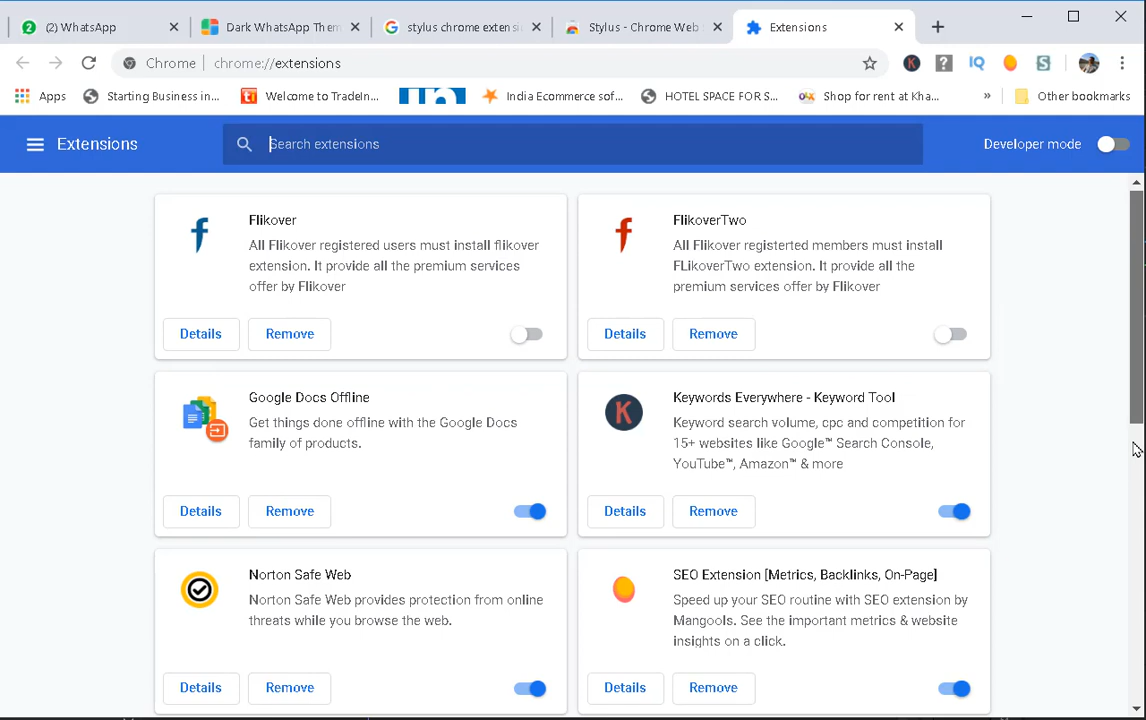 (2) WhatsApp
Dark WhatsApp Them
stylus chrome extensi
Stylus - Chrome Web
Extensions
Chrome
chrome://extensions
Apps
Starting Business in...
Welcome to TradeIn...
India Ecommerce sof...
HOTEL SPACE FOR S...
Shop for rent at Kha...
»
Other bookmarks
Extensions
Search extensions
Developer mode
Flikover
All Flikover registered users must install flikover
extension. It provide all the premium services
offer by Flikover
Details
Remove
FlikoverTwo
All Flikover registerted members must install
FLikoverTwo extension. It provide all the
premium services offer by Flikover
Details
Remove
Google Docs Offline
Get things done offline with the Google Docs
family of products.
Details
Remove
Keywords Everywhere - Keyword Tool
Keyword search volume, cpc and competition for
15+ websites like Google™ Search Console,
YouTube™, Amazon™ & more
Details
Remove
Norton Safe Web
Norton Safe Web provides protection from online
threats while you browse the web.
Details
Remove
SEO Extension [Metrics, Backlinks, On-Page]
Speed up your SEO routine with SEO extension by
Mangools. See the important metrics & website
insights on a click.
Details
Remove